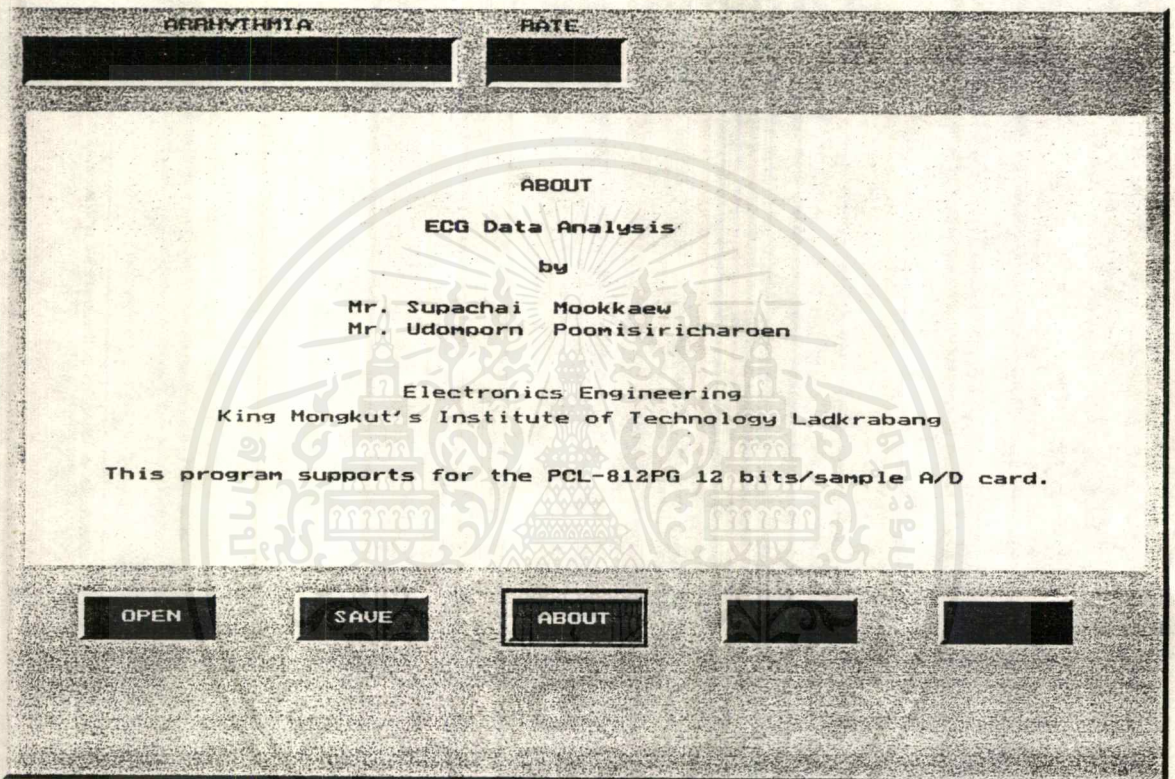 ARRHYTHMIA RATE
ABOUT
ECG Data Analysis
by
Mr. Supachai Mookkaew
Mr. Udomporn Poomisiricharoen
Electronics Engineering
King Mongkut's Institute of Technology Ladkrabang
This program supports for the PCL-812PG 12 bits/sample A/D card.
OPEN SAVE ABOUT